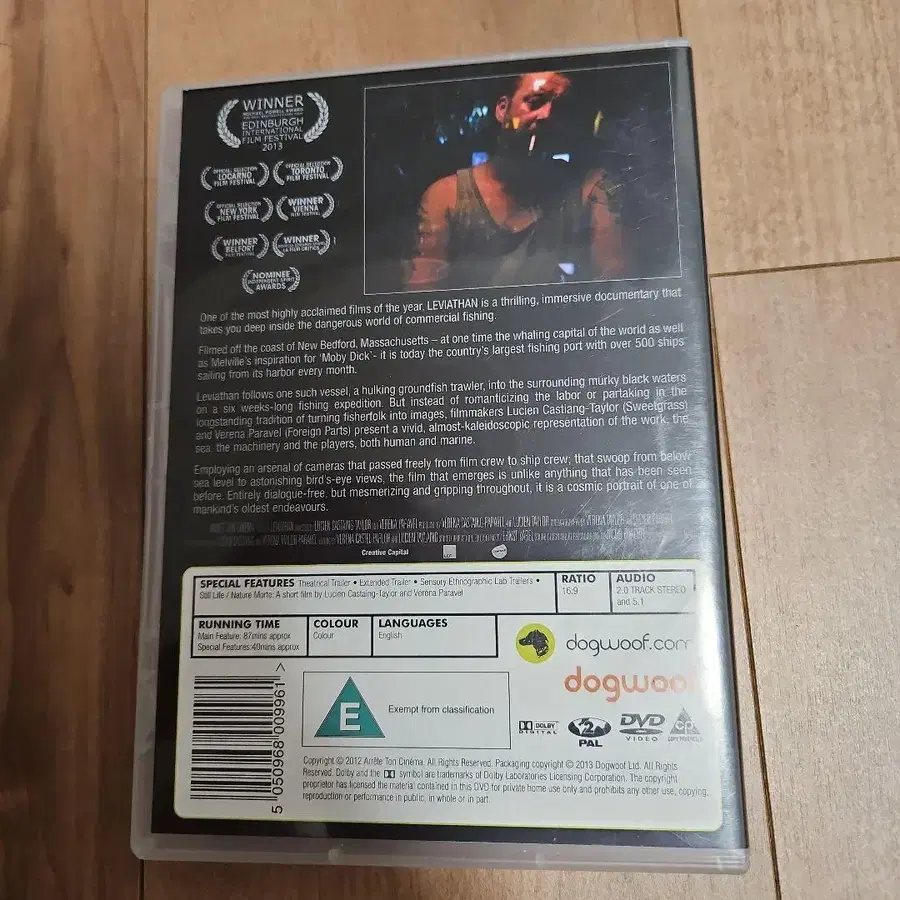 WINNER
MICHAEL POWELL AWARD
EDINBURGH
INTERNATIONAL
FILM FESTIVAL
2013
OFFICIAL SELECTION
LOCARNO
FILM FESTIVAL
OFFICIAL SELECTION
TORONTO
FILM FESTIVAL
OFFICIAL SELECTION
NEW YORK
FILM FESTIVAL
WINNER
VIENNA
FILM FESTIVAL
WINNER
BELFORT
FILM FESTIVAL
WINNER
LA FILM CRITICS
NOMINEE
INDEPENDENT SPIRIT
AWARDS
One of the most highly acclaimed films of the year, LEVIATHAN is a thrilling, immersive documentary that
takes you deep inside the dangerous world of commercial fishing.
Filmed off the coast of New Bedford, Massachusetts – at one time the whaling capital of the world as well
as Melville's inspiration for 'Moby Dick'- it is today the country's largest fishing port with over 500 ships
sailing from its harbor every month.
Leviathan follows one such vessel, a hulking groundfish trawler, into the surrounding murky black waters
on a six weeks-long fishing expedition. But instead of romanticizing the labor or partaking in the
longstanding tradition of turning fisherfolk into images, filmmakers Lucien Castiang-Taylor (Sweetgrass)
and Verena Paravel (Foreign Parts) present a vivid, almost-kaleidoscopic representation of the work, the
sea, the machinery and the players, both human and marine.
Employing an arsenal of cameras that passed freely from film crew to ship crew; that swoop from below
sea level to astonishing bird's-eye views, the film that emerges is unlike anything that has been seen
before. Entirely dialogue-free, but mesmerizing and gripping throughout, it is a cosmic portrait of one of
mankind's oldest endeavours.
Creative Capital
SPECIAL FEATURES Theatrical Trailer • Extended Trailer • Sensory Ethnographic Lab Trailers •
Still Life / Nature Morte: A short film by Lucien Castaing-Taylor and Verena Paravel
RATIO
16:9
AUDIO
2.0 TRACK STEREO
and 5.1
RUNNING TIME
Main Feature: 87mins approx
Special Features:40mins approx
COLOUR
Colour
LANGUAGES
English
dogwoof.com
dogwoof
5 050968 009961 >
E
Exempt from classification
DOLBY
DIGITAL
2
PAL
DVD
VIDEO
CP
Copyright © 2012 Arrête Ton Cinéma. All Rights Reserved. Packaging copyright © 2013 Dogwoof Ltd. All Rights
Reserved. Dolby and the symbol are trademarks of Dolby Laboratories Licensing Corporation. The copyright
proprietor has licensed the material contained in this DVD for private home use only and prohibits any other use, copying,
reproduction or performance in public, in whole or in part.